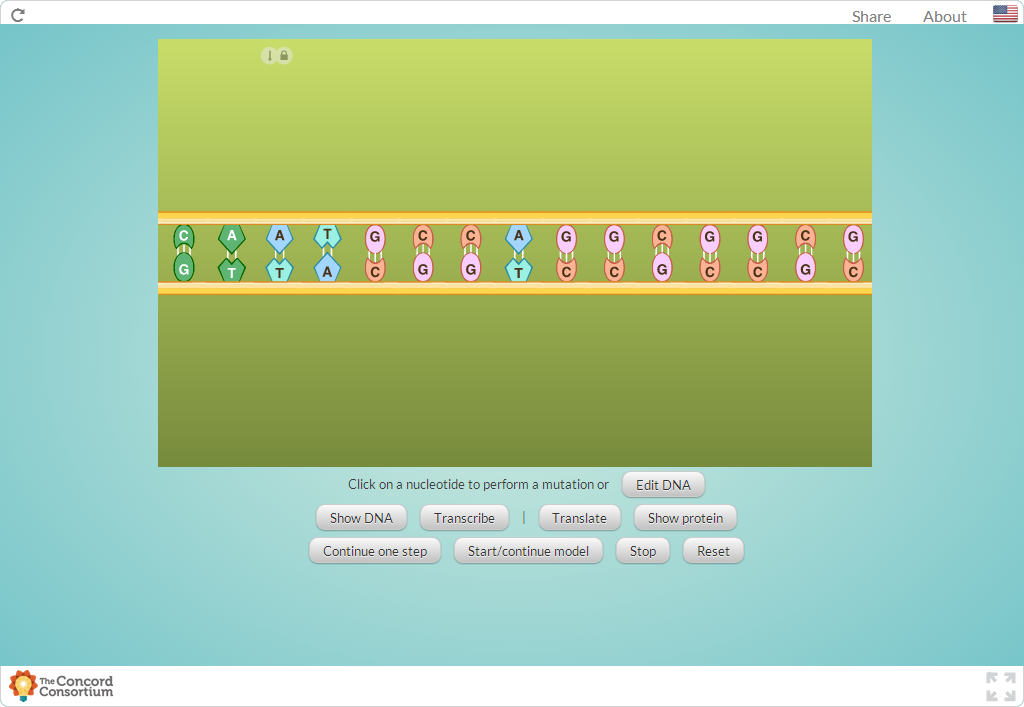 Share About
C A A T G C C A G G C G G C G
G T T A C G G T C C G C C G C
Click on a nucleotide to perform a mutation or Edit DNA
Show DNA Transcribe | Translate Show protein
Continue one step Start/continue model Stop Reset
The Concord
Consortium